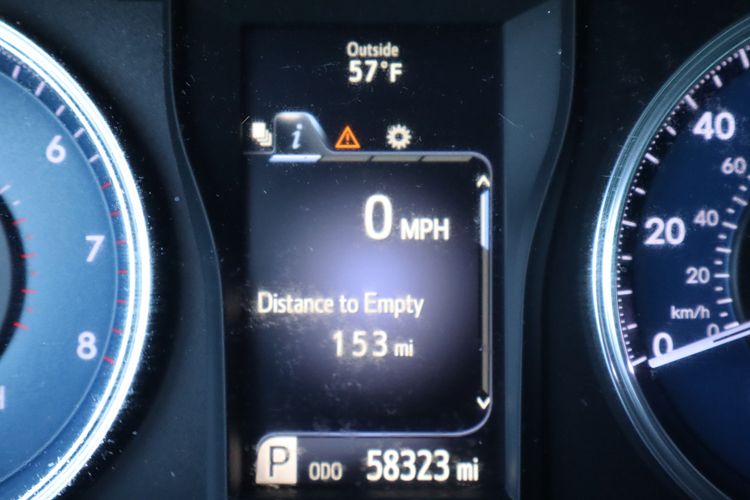 Outside
57°F
i
0 MPH
Distance to Empty
153 mi
P ODO 58323 mi
6
7
8
40
20
0
60
40
20
km/h
0